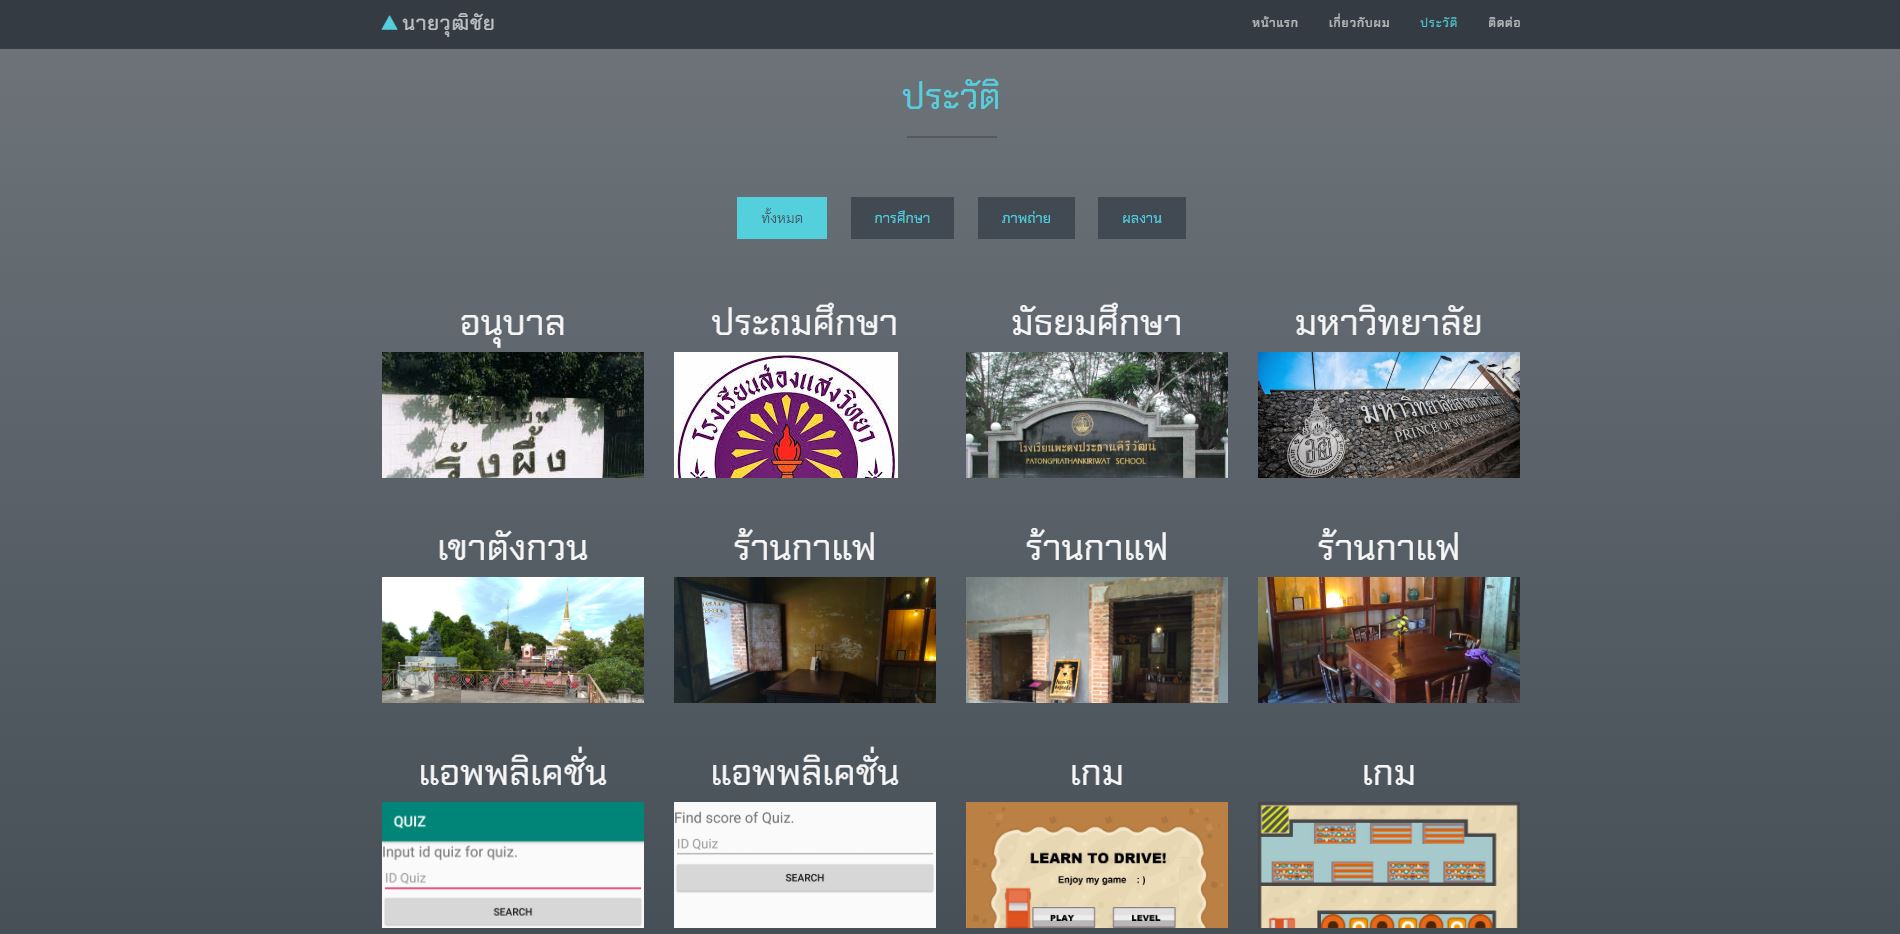 นายวุฒิชัย
หน้าแรก เกี่ยวกับผม ประวัติ ติดต่อ
ประวัติ
ทั้งหมด การศึกษา ภาพถ่าย ผลงาน
อนุบาล ประถมศึกษา มัธยมศึกษา มหาวิทยาลัย
โรงเรียน
รังผึ้ง
โรงเรียนส่องแสงวิทยา
โรงเรียนพะตงประธานคีรีวัฒน์
PATONGPRATHANKIRIWAT SCHOOL
มหาวิทยาลัยสงขลา
PRINCE OF SONGKLA
เขาตังกวน ร้านกาแฟ ร้านกาแฟ ร้านกาแฟ
แอพพลิเคชั่น แอพพลิเคชั่น เกม เกม
QUIZ
Input id quiz for quiz.
ID Quiz
SEARCH
Find score of Quiz.
ID Quiz
SEARCH
LEARN TO DRIVE!
Enjoy my game : )
PLAY LEVEL